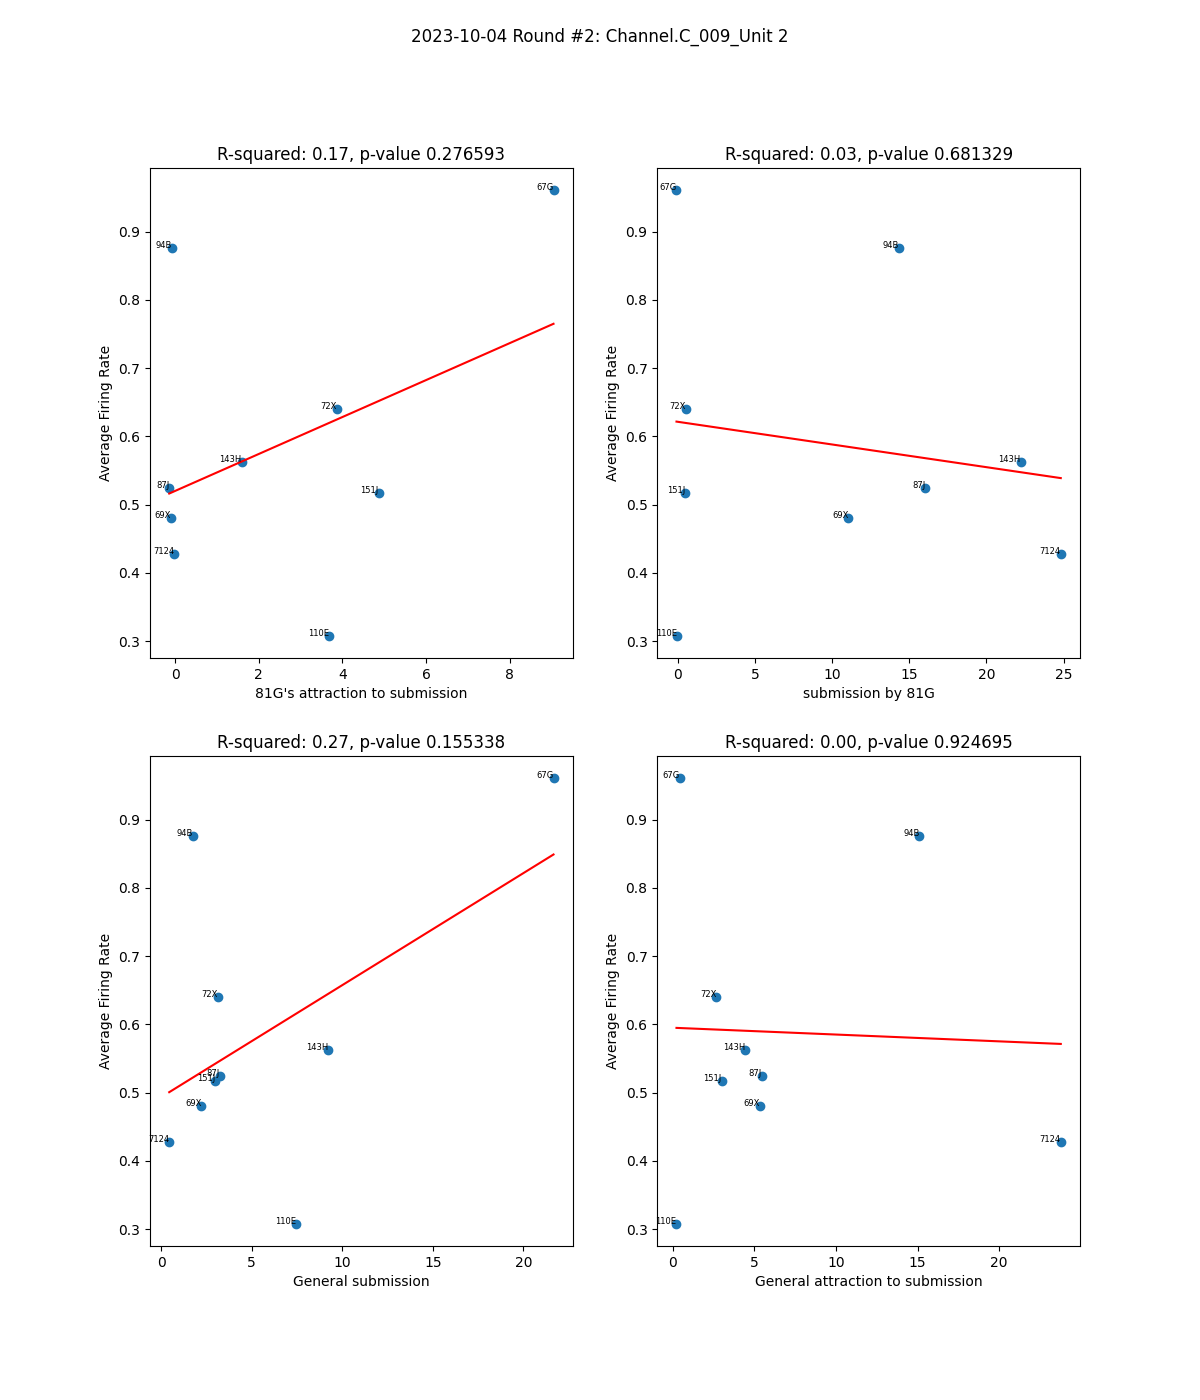 2023-10-04 Round #2: Channel.C_009_Unit 2
R-squared: 0.17, p-value 0.276593
67G
94B
72X
143H
87J
151J
69X
7124
110E
0.9
0.8
0.7
0.6
0.5
0.4
0.3
Average Firing Rate
0 2 4 6 8
81G's attraction to submission
R-squared: 0.03, p-value 0.681329
67G
94B
72X
143H
87J
151J
69X
7124
110E
0.9
0.8
0.7
0.6
0.5
0.4
0.3
Average Firing Rate
0 5 10 15 20 25
submission by 81G
R-squared: 0.27, p-value 0.155338
67G
94B
72X
143H
87J
151J
69X
7124
110E
0.9
0.8
0.7
0.6
0.5
0.4
0.3
Average Firing Rate
0 5 10 15 20
General submission
R-squared: 0.00, p-value 0.924695
67G
94B
72X
143H
87J
151J
69X
7124
110E
0.9
0.8
0.7
0.6
0.5
0.4
0.3
Average Firing Rate
0 5 10 15 20
General attraction to submission